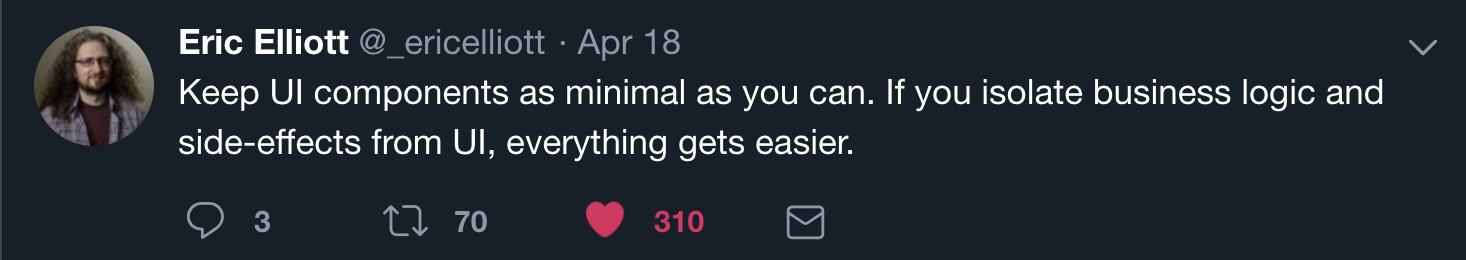 Eric Elliott @_ericelliott · Apr 18
Keep UI components as minimal as you can. If you isolate business logic and
side-effects from UI, everything gets easier.
3 70 310